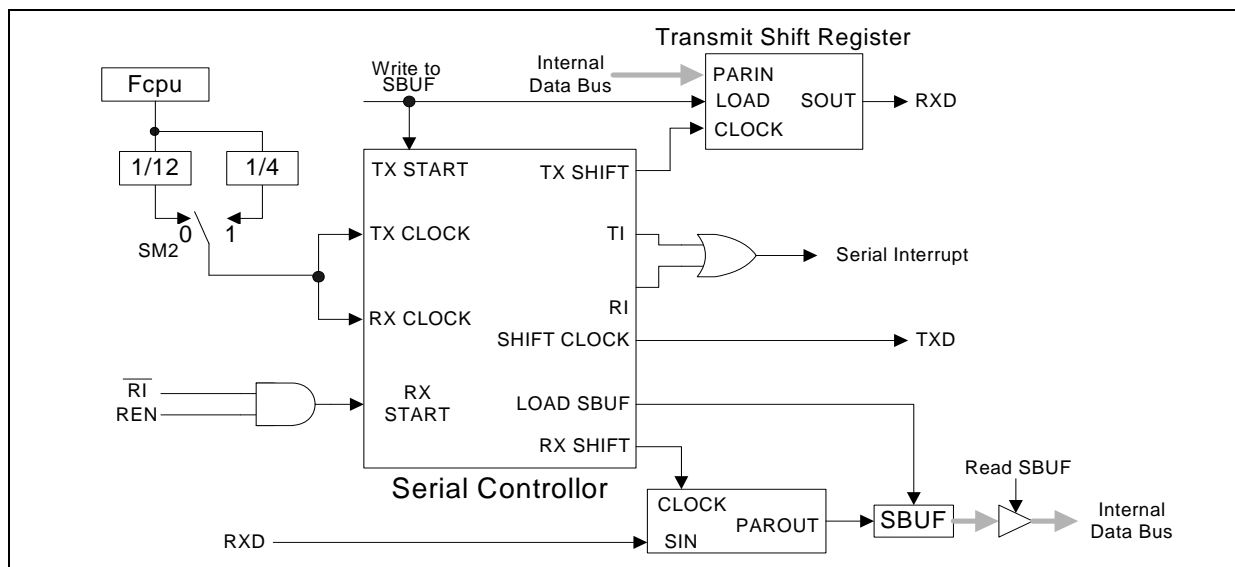 Transmit Shift Register
Write to
SBUF
Internal
Data Bus
PARIN
LOAD
SOUT
CLOCK
RXD
Fcpu
1/12
1/4
0
1
SM2
TX START
TX SHIFT
TX CLOCK
TI
Serial Interrupt
RI
RX CLOCK
SHIFT CLOCK
TXD
RI
REN
RX
START
LOAD SBUF
RX SHIFT
Serial Controllor
Read SBUF
CLOCK
PAROUT
SIN
SBUF
Internal
Data Bus
RXD